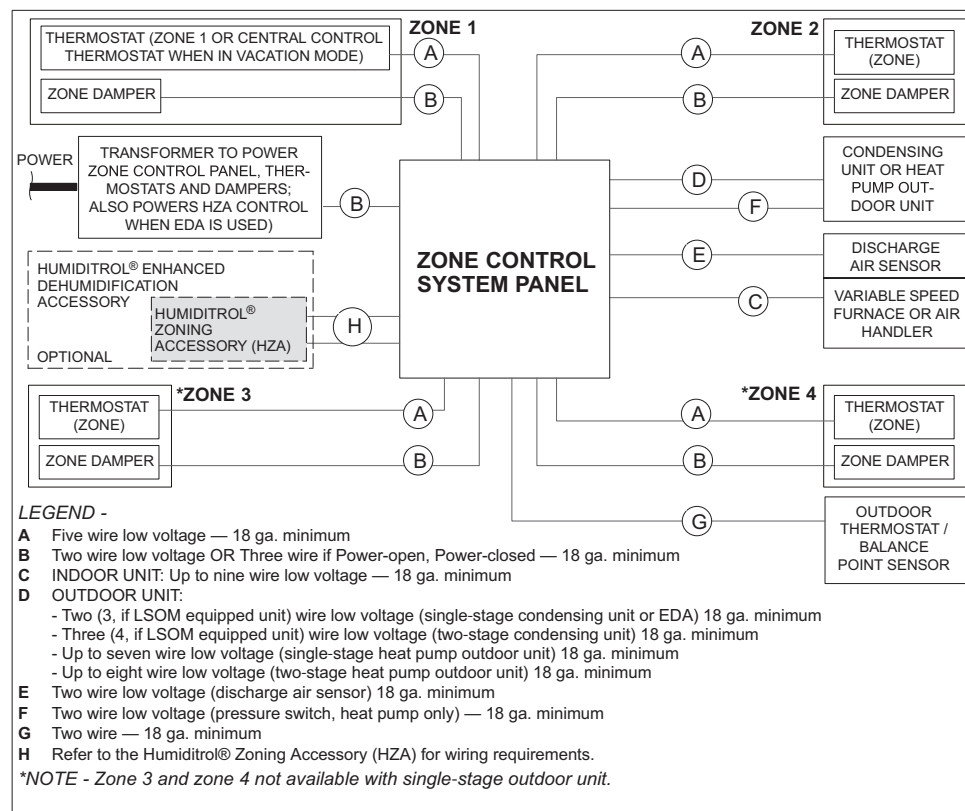 ZONE 1
THERMOSTAT (ZONE 1 OR CENTRAL CONTROL
THERMOSTAT WHEN IN VACATION MODE)
A
ZONE DAMPER
B
ZONE 2
THERMOSTAT
(ZONE)
A
ZONE DAMPER
B
POWER
TRANSFORMER TO POWER
ZONE CONTROL PANEL, THER-
MOSTATS AND DAMPERS;
ALSO POWERS HZA CONTROL
WHEN EDA IS USED)
B
ZONE CONTROL
SYSTEM PANEL
D
F
CONDENSING
UNIT OR HEAT
PUMP OUT-
DOOR UNIT
E
DISCHARGE
AIR SENSOR
C
VARIABLE SPEED
FURNACE OR AIR
HANDLER
HUMIDITROL® ENHANCED
DEHUMIDIFICATION
ACCESSORY
OPTIONAL
HUMIDITROL®
ZONING
ACCESSORY (HZA)
H
*ZONE 3
THERMOSTAT
(ZONE)
A
ZONE DAMPER
B
*ZONE 4
THERMOSTAT
(ZONE)
A
ZONE DAMPER
B
G
OUTDOOR
THERMOSTAT /
BALANCE
POINT SENSOR
LEGEND -
A Five wire low voltage — 18 ga. minimum
B Two wire low voltage OR Three wire if Power-open, Power-closed — 18 ga. minimum
C INDOOR UNIT: Up to nine wire low voltage — 18 ga. minimum
D OUTDOOR UNIT:
- Two (3, if LSOM equipped unit) wire low voltage (single-stage condensing unit or EDA) 18 ga. minimum
- Three (4, if LSOM equipped unit) wire low voltage (two-stage condensing unit) 18 ga. minimum
- Up to seven wire low voltage (single-stage heat pump outdoor unit) 18 ga. minimum
- Up to eight wire low voltage (two-stage heat pump outdoor unit) 18 ga. minimum
E Two wire low voltage (discharge air sensor) 18 ga. minimum
F Two wire low voltage (pressure switch, heat pump only) — 18 ga. minimum
G Two wire — 18 ga. minimum
H Refer to the Humiditrol® Zoning Accessory (HZA) for wiring requirements.
*NOTE - Zone 3 and zone 4 not available with single-stage outdoor unit.